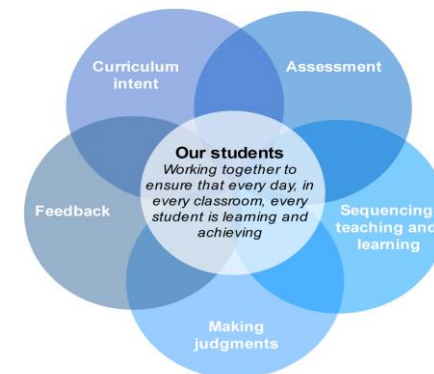 Curriculum
intent
Assessment
Our students
Working together to
ensure that every day, in
every classroom, every
student is learning and
achieving
Feedback
Sequencing
teaching and
learning
Making
judgments